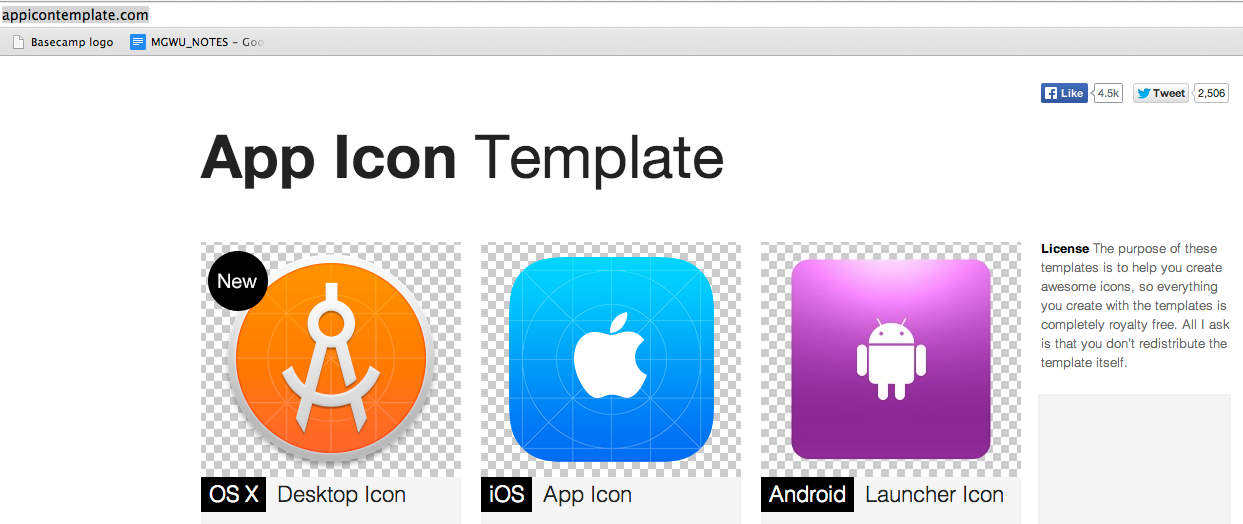 appicontemplate.com
Basecamp logo MGWU_NOTES – Goo
Like 4.5k Tweet 2,506
App Icon Template
New
License The purpose of these
templates is to help you create
awesome icons, so everything
you create with the templates is
completely royalty free. All I ask
is that you don't redistribute the
template itself.
OS X Desktop Icon
iOS App Icon
Android Launcher Icon